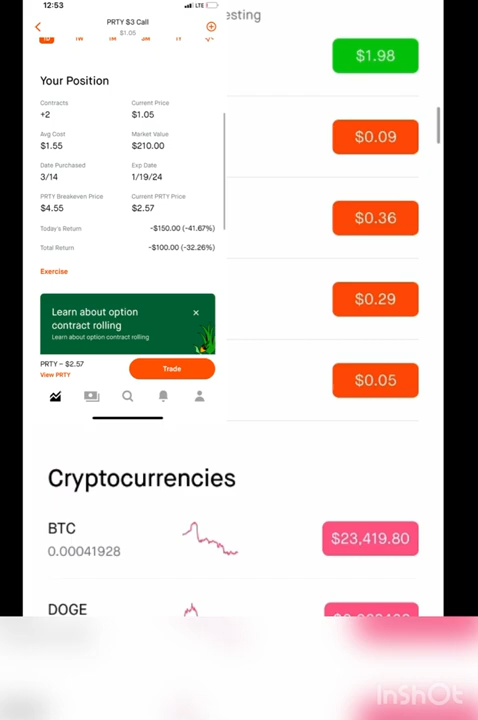 12:53
LTE
PRTY $3 Call
$1.05
esting
Your Position
Contracts
Current Price
+2
$1.05
Avg Cost
Market Value
$1.55
$210.00
Date Purchased
Exp Date
3/14
1/19/24
PRTY Breakeven Price
Current PRTY Price
$4.55
$2.57
Today's Return
-$150.00 (-41.67%)
Total Return
-$100.00 (-32.26%)
Exercise
Learn about option
contract rolling
Learn about option contract rolling
PRTY – $2.57
View PRTY
Trade
$1.98
$0.09
$0.36
$0.29
$0.05
Cryptocurrencies
BTC
0.00041928
$23,419.80
DOGE
InShOt